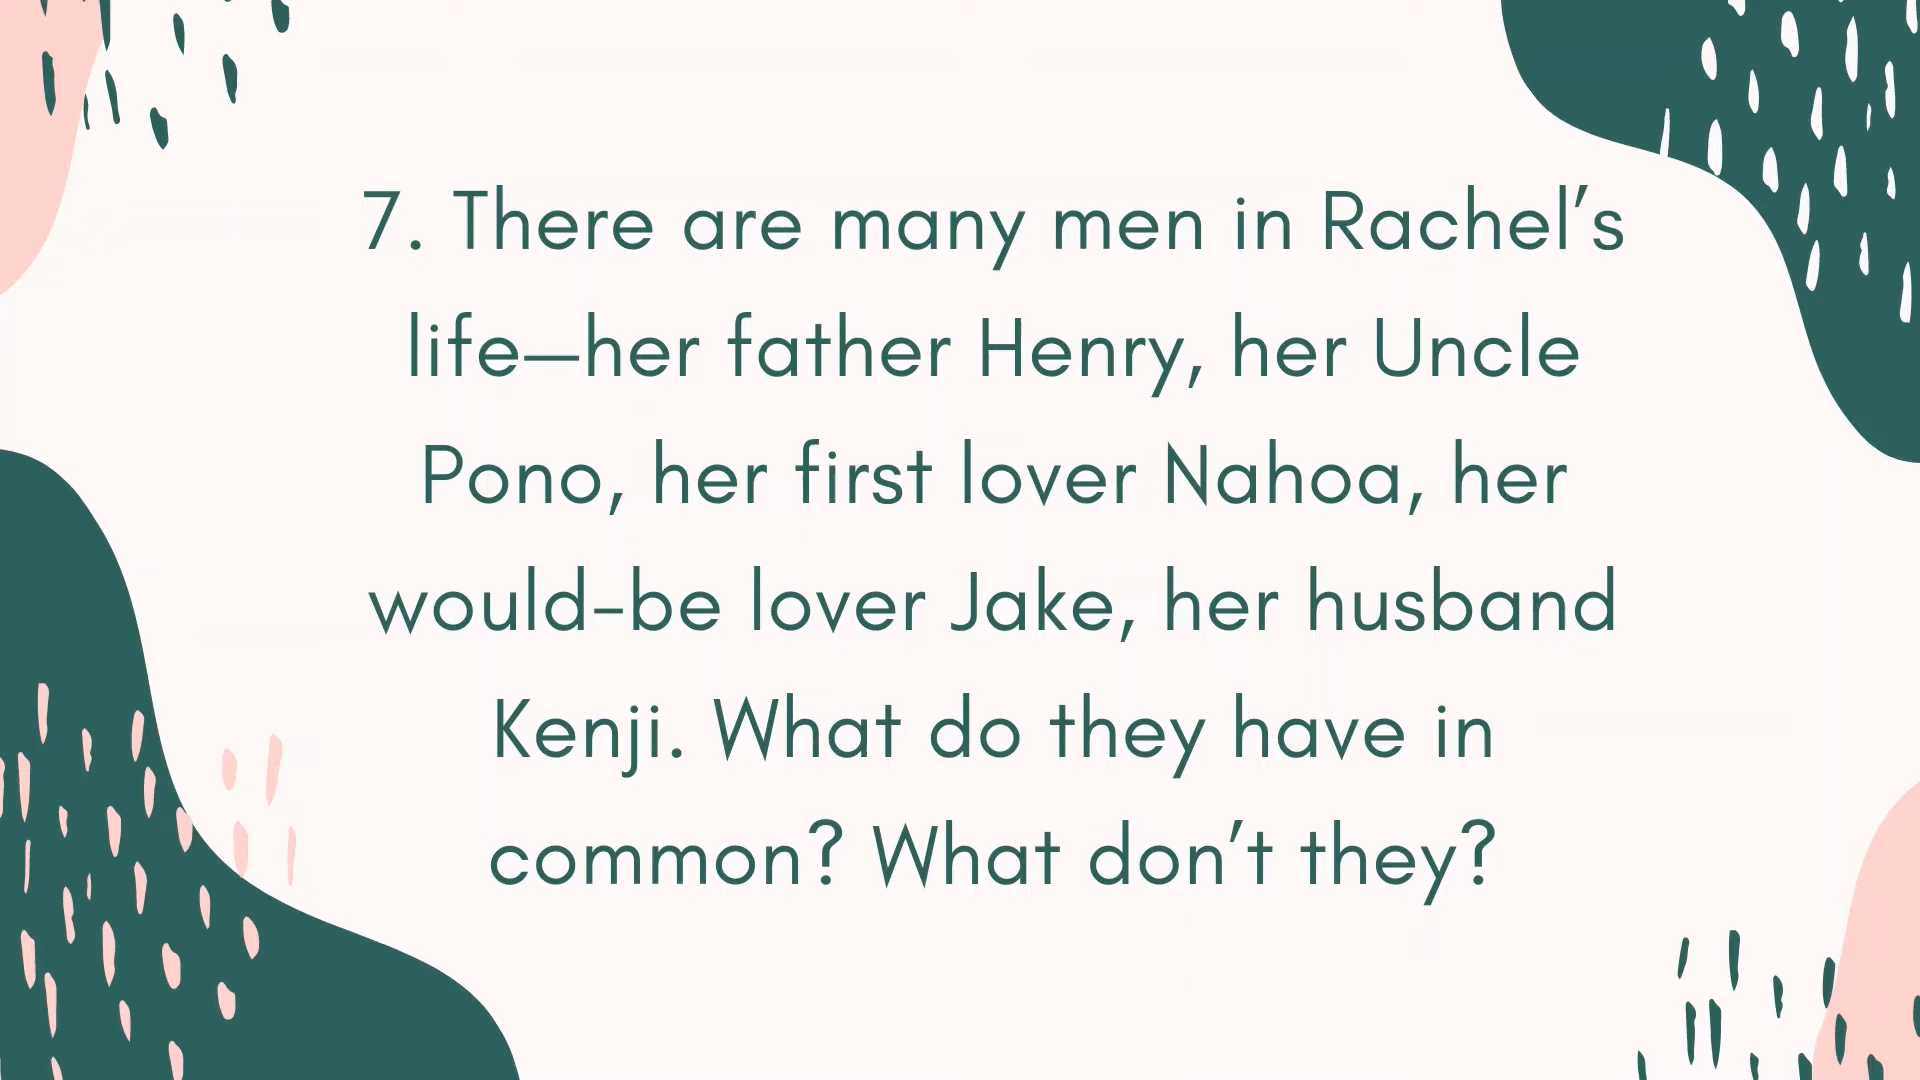 7. There are many men in Rachel’s
life—her father Henry, her Uncle
Pono, her first lover Nahoa, her
would-be lover Jake, her husband
Kenji. What do they have in
common? What don’t they?